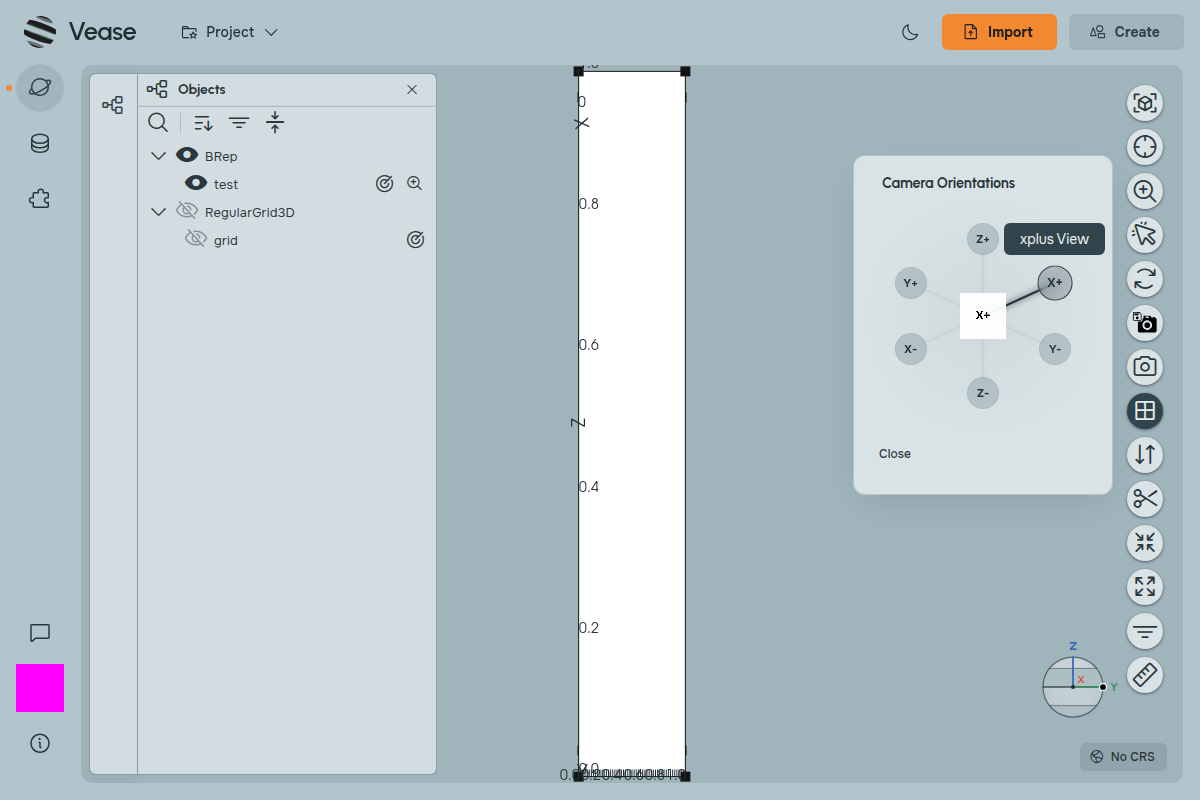 Vease
Project
Import
Create
Objects
BRep
test
RegularGrid3D
grid
0
X
0.8
0.6
Z
0.4
0.2
Camera Orientations
Z+
xplus View
Y+
X+
X+
X-
Y-
Z-
Close
Z
X
Y
No CRS